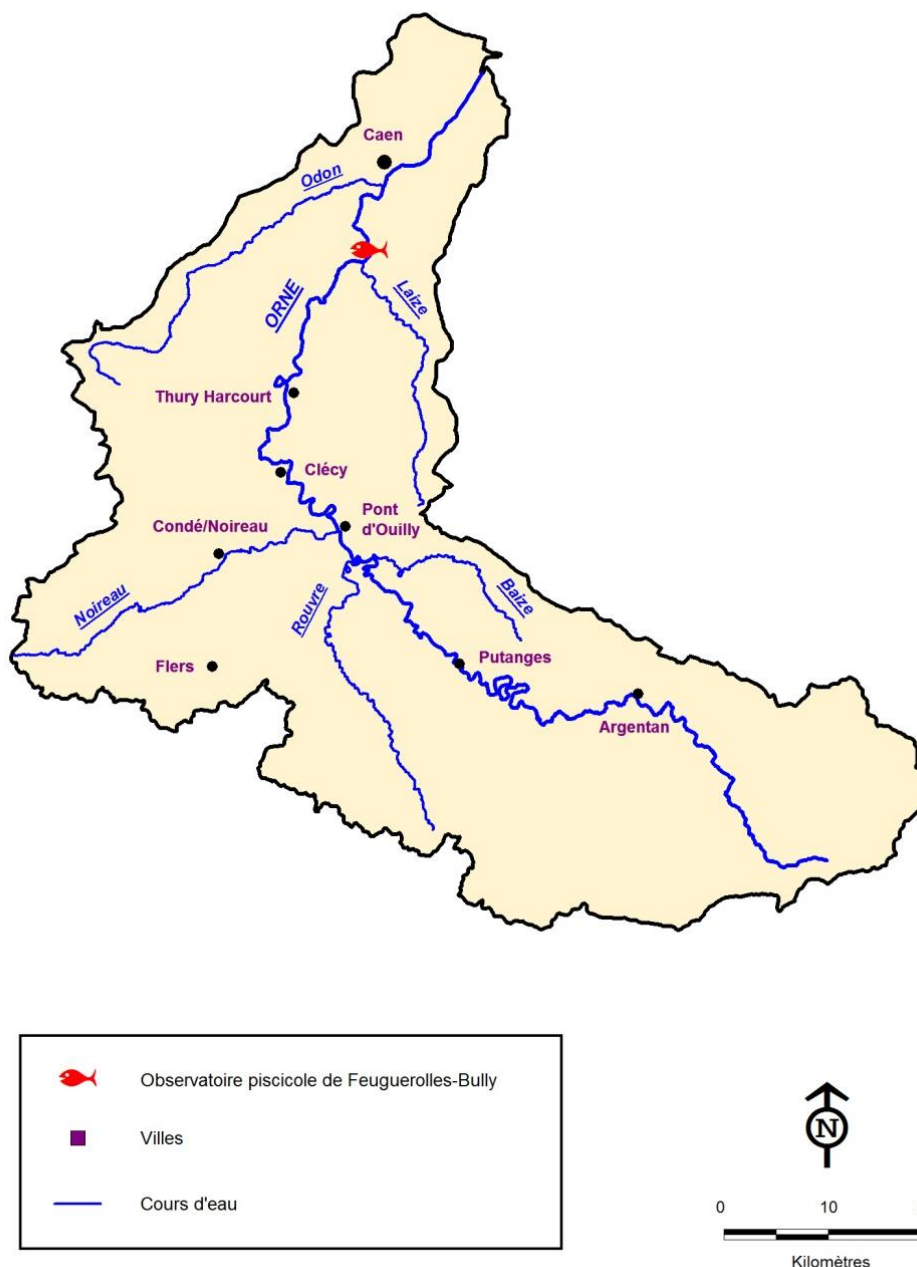 Caen
Odon
ORNE
Laize
Thury Harcourt
Clécy
Pont
d'Ouilly
Condé/Noireau
Noireau
Rouvre
Baize
Flers
Putanges
Argentan
Observatoire piscicole de Feuguerolles-Bully
Villes
Cours d'eau
N
0 10
Kilomètres